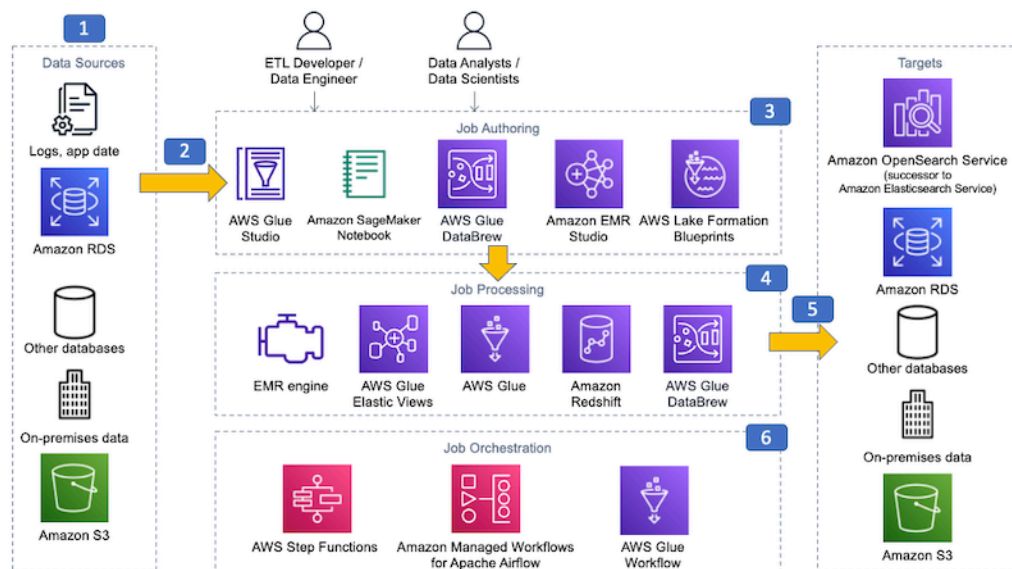 1
Data Sources
Logs, app date
Amazon RDS
Other databases
On-premises data
Amazon S3
2
ETL Developer /
Data Engineer
Data Analysts /
Data Scientists
3
Job Authoring
AWS Glue
Studio
Amazon SageMaker
Notebook
AWS Glue
DataBrew
Amazon EMR
Studio
AWS Lake Formation
Blueprints
4
Job Processing
EMR engine
AWS Glue
Elastic Views
AWS Glue
Amazon
Redshift
AWS Glue
DataBrew
5
6
Job Orchestration
AWS Step Functions
Amazon Managed Workflows
for Apache Airflow
AWS Glue
Workflow
Targets
Amazon OpenSearch Service
(successor to
Amazon Elasticsearch Service)
Amazon RDS
Other databases
On-premises data
Amazon S3